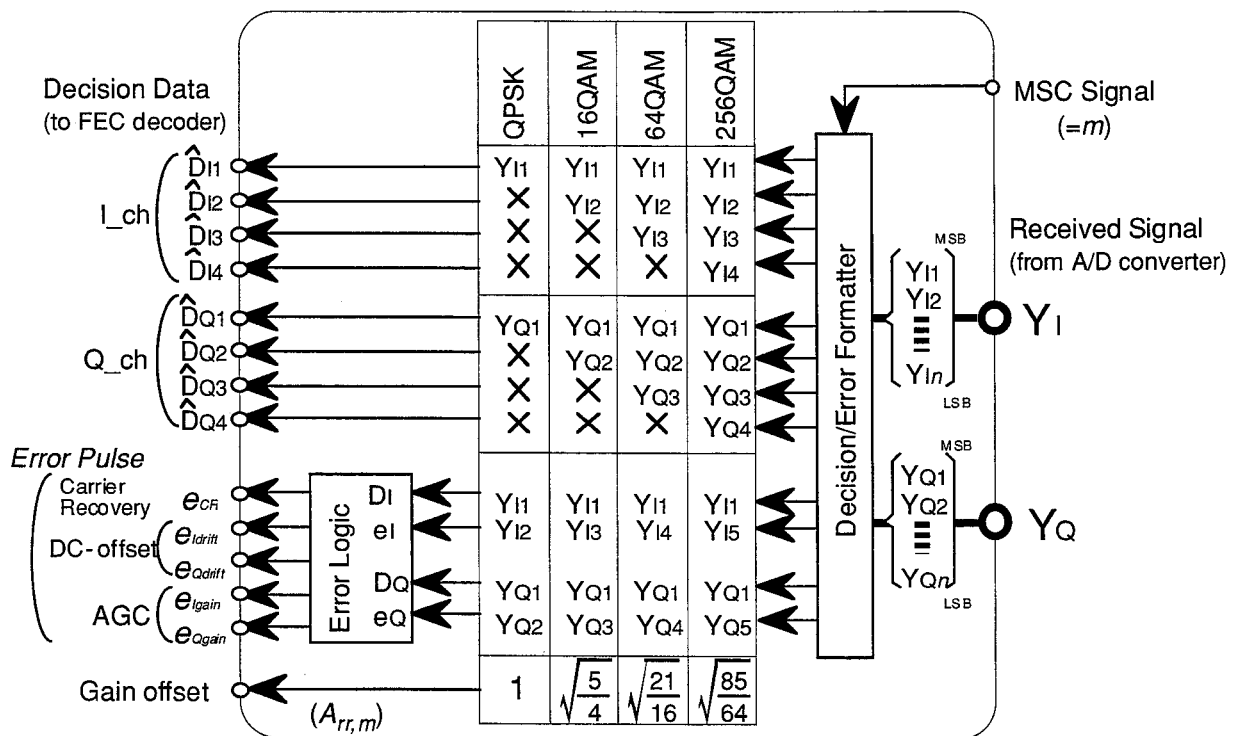 QPSK 16QAM 64QAM 256QAM
Decision Data
(to FEC decoder)
MSC Signal
(=m)
I_ch
D̂I1 YI1 YI1 YI1 YI1
D̂I2 × YI2 YI2 YI2
D̂I3 × × YI3 YI3
D̂I4 × × × YI4
Q_ch
D̂Q1 YQ1 YQ1 YQ1 YQ1
D̂Q2 × YQ2 YQ2 YQ2
D̂Q3 × × YQ3 YQ3
D̂Q4 × × × YQ4
Decision/Error Formatter
Received Signal
(from A/D converter)
MSB
YI1
YI2
YIn
LSB
YI
MSB
YQ1
YQ2
YQn
LSB
YQ
Error Pulse
Carrier
Recovery
eCR
DC-offset
eIdrift
eQdrift
AGC
eIgain
eQgain
Error Logic
DI YI1 YI1 YI1 YI1
eI YI2 YI3 YI4 YI5
DQ YQ1 YQ1 YQ1 YQ1
eQ YQ2 YQ3 YQ4 YQ5
Gain offset
(Arr,m)
1 √5/4 √21/16 √85/64